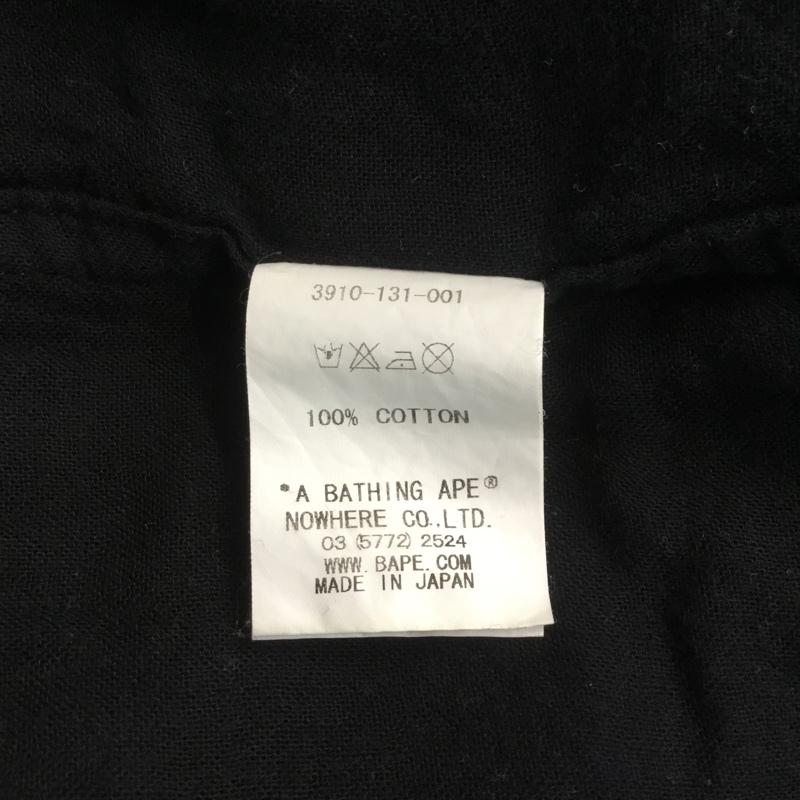 3910-131-001
100% COTTON
*A BATHING APE®
NOWHERE CO.,LTD.
03 (5772) 2524
WWW. BAPE. COM
MADE IN JAPAN